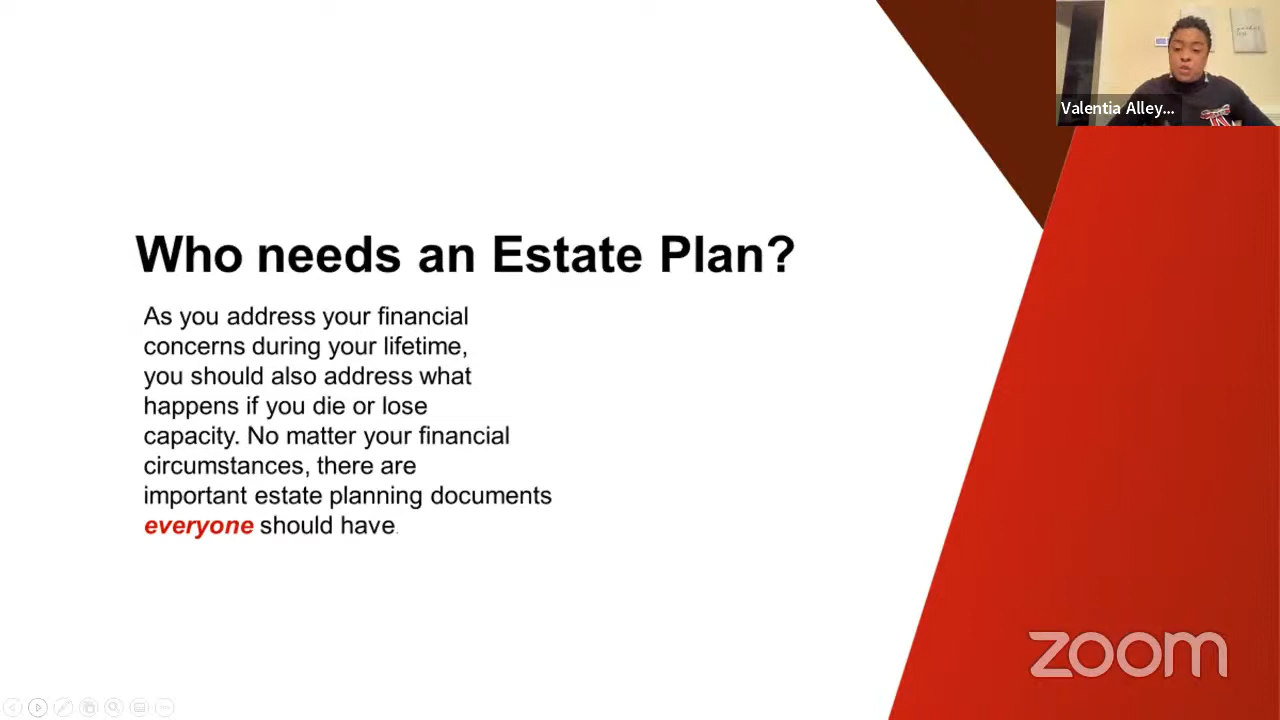 Who needs an Estate Plan?
As you address your financial
concerns during your lifetime,
you should also address what
happens if you die or lose
capacity. No matter your financial
circumstances, there are
important estate planning documents
everyone should have.
Valentia Alley...
zoom